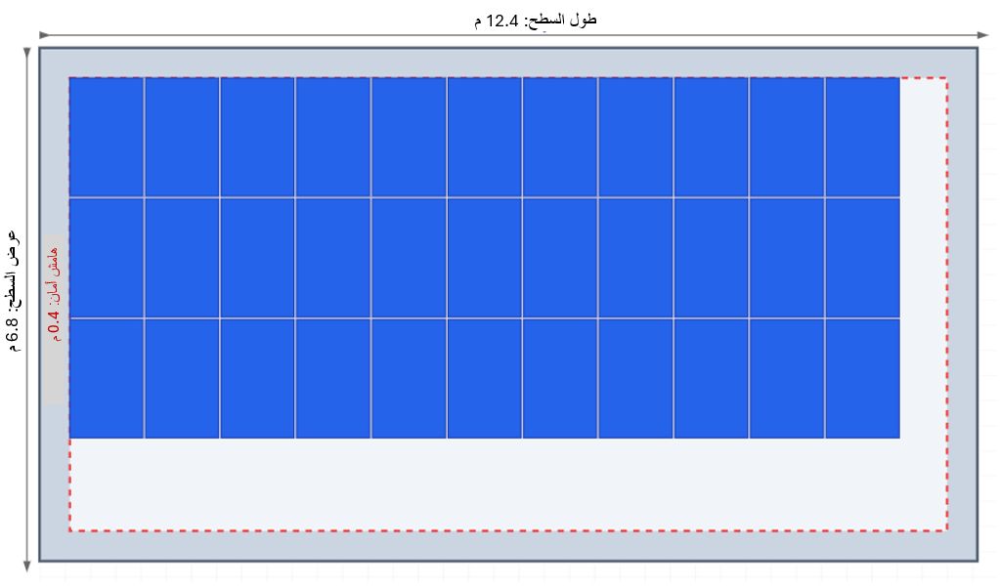 طول السطح: 12.4 م
عرض السطح: 6.8 م
هامش أمان: 0.4 م